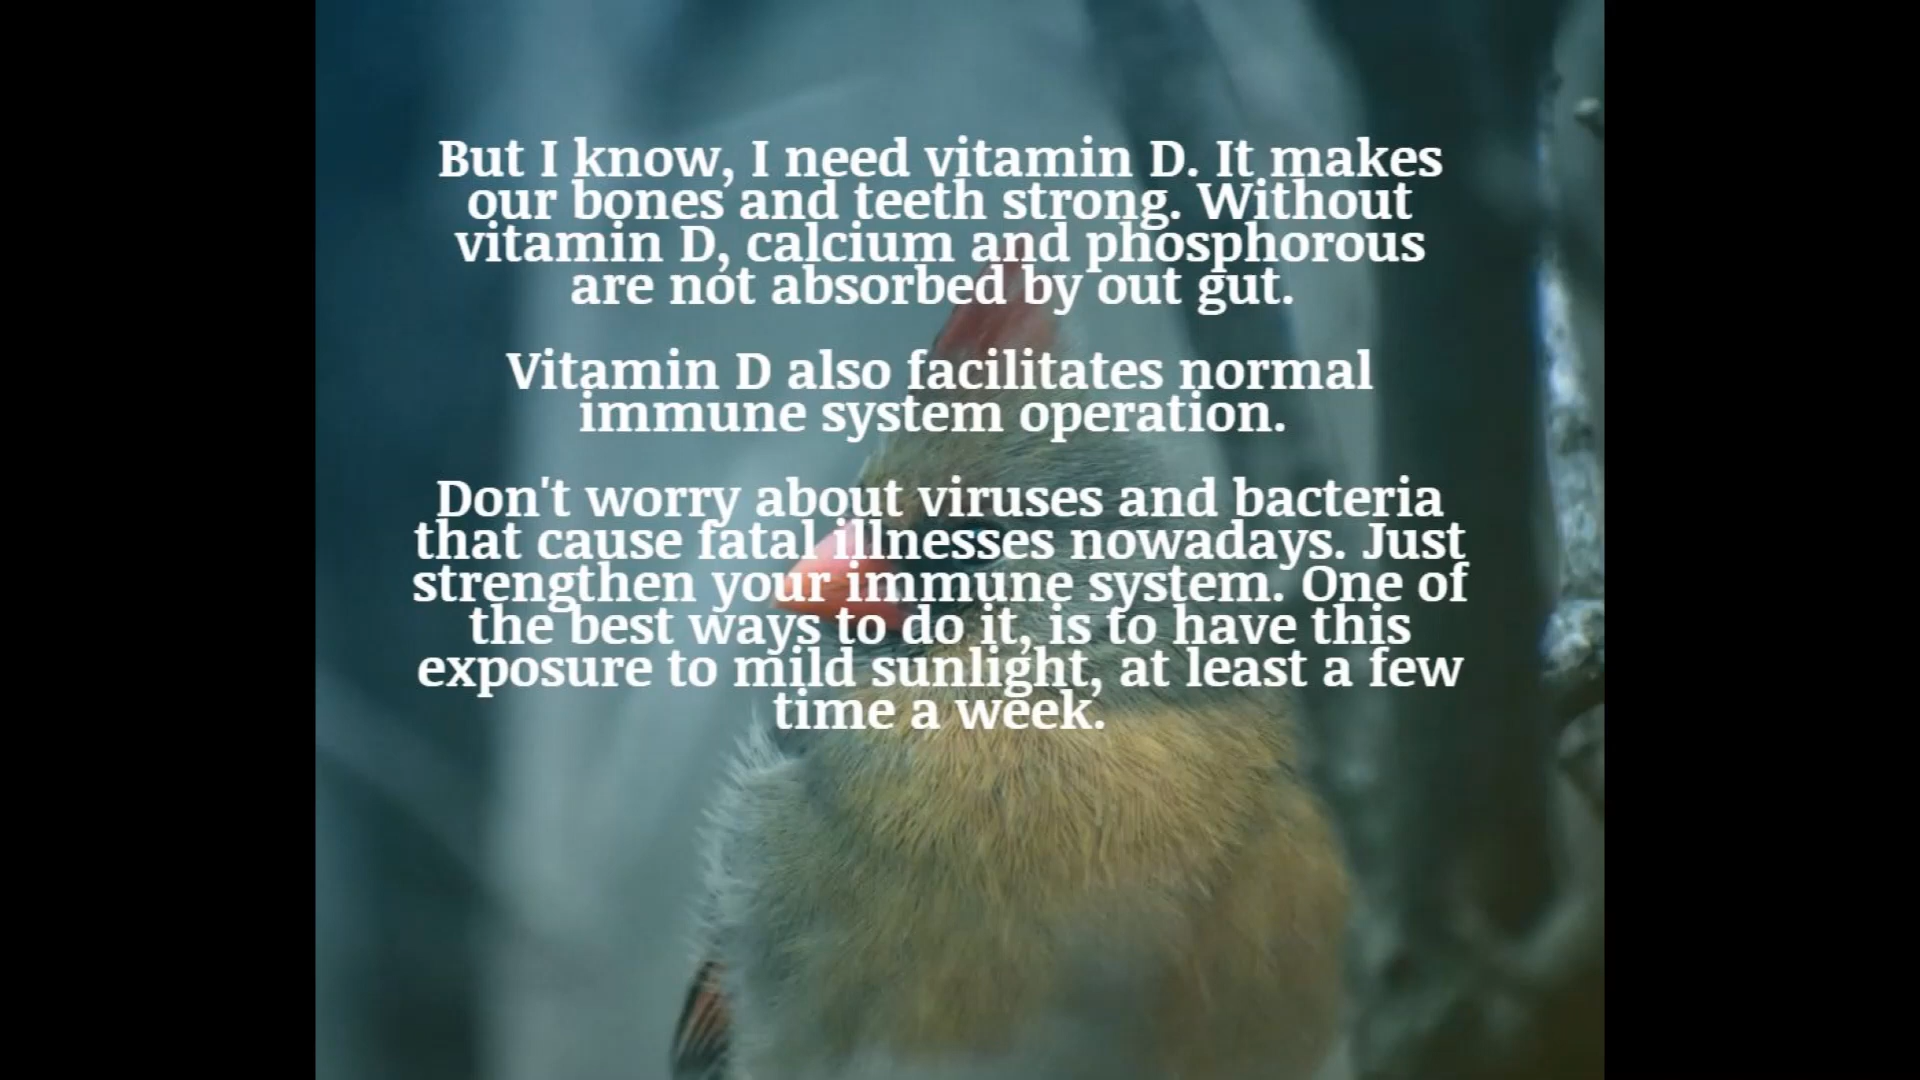 But I know, I need vitamin D. It makes
our bones and teeth strong. Without
vitamin D, calcium and phosphorous
are not absorbed by out gut.
Vitamin D also facilitates normal
immune system operation.
Don't worry about viruses and bacteria
that cause fatal illnesses nowadays. Just
strengthen your immune system. One of
the best ways to do it, is to have this
exposure to mild sunlight, at least a few
time a week.